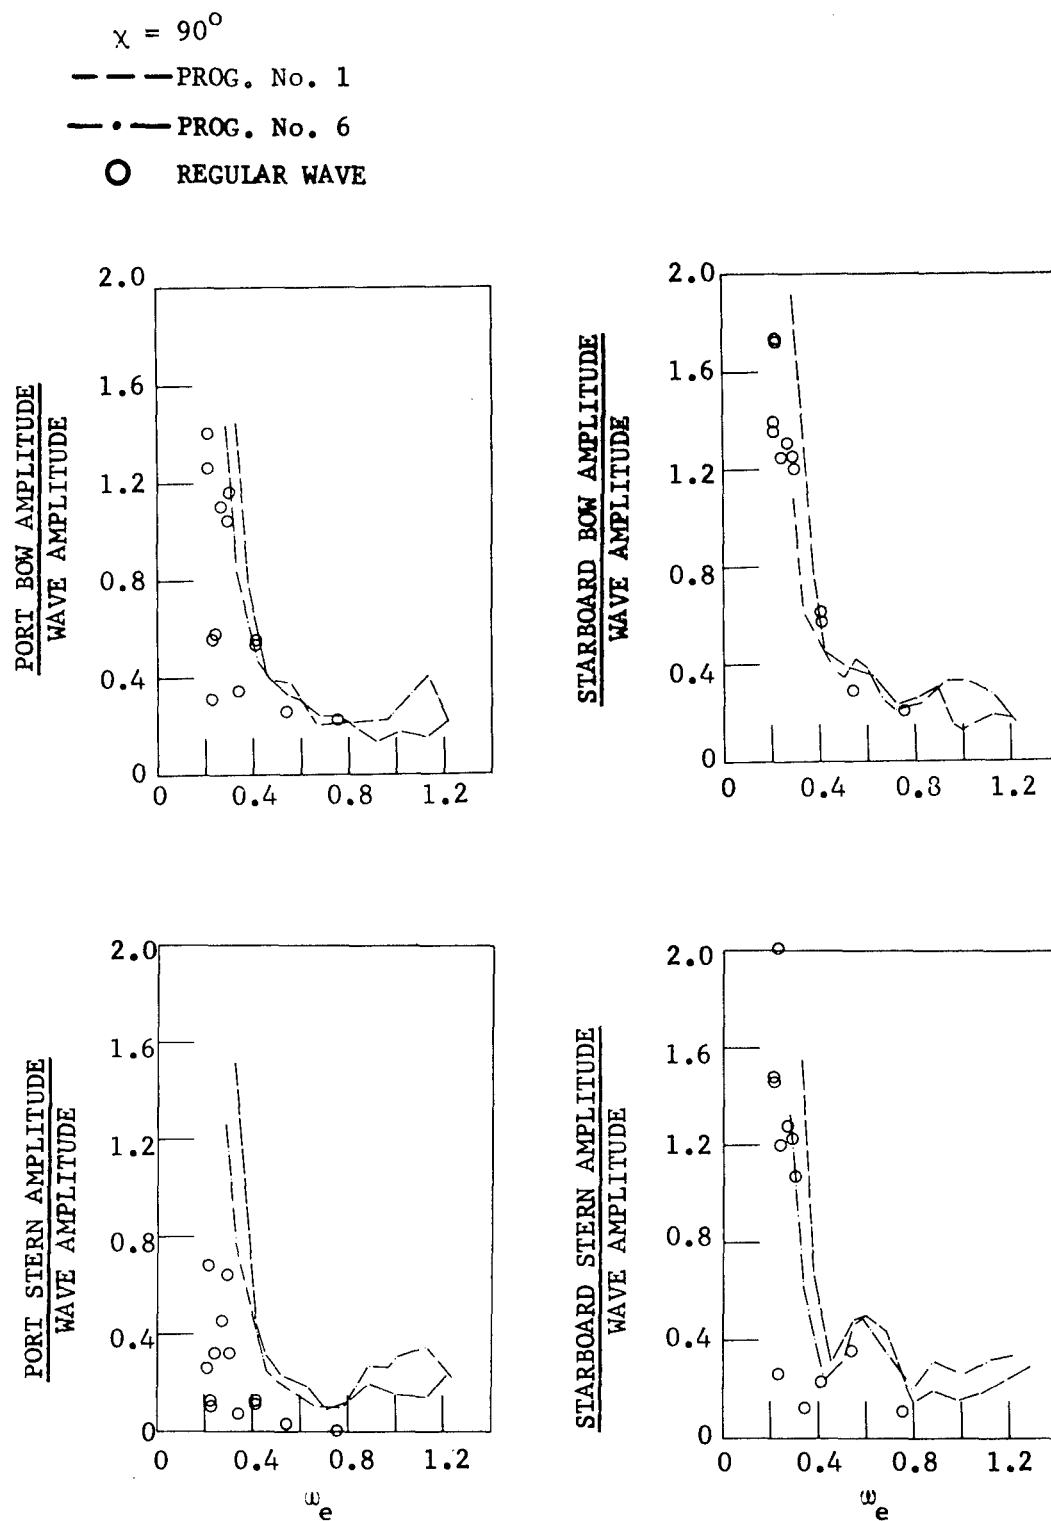 χ = 90°
PROG. No. 1
PROG. No. 6
REGULAR WAVE
PORT BOW AMPLITUDE
WAVE AMPLITUDE
2.0
1.6
1.2
0.8
0.4
0
0 0.4 0.8 1.2
STARBOARD BOW AMPLITUDE
WAVE AMPLITUDE
2.0
1.6
1.2
0.8
0.4
0
0 0.4 0.8 1.2
PORT STERN AMPLITUDE
WAVE AMPLITUDE
2.0
1.6
1.2
0.8
0.4
0
0 0.4 0.8 1.2
ωe
STARBOARD STERN AMPLITUDE
WAVE AMPLITUDE
2.0
1.6
1.2
0.8
0.4
0
0 0.4 0.8 1.2
ωe